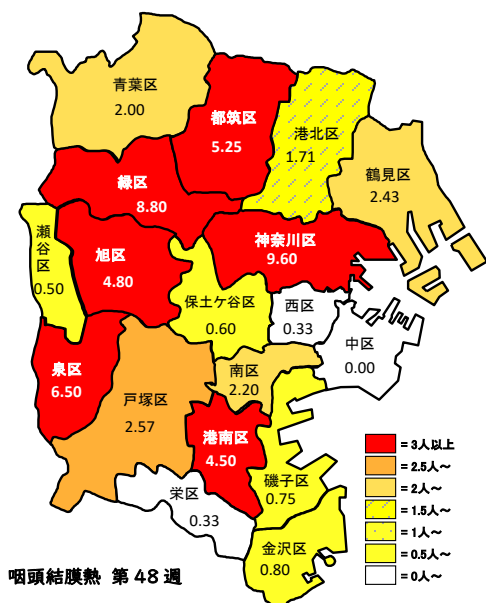 青葉区
2.00
都筑区
5.25
港北区
1.71
鶴見区
2.43
緑区
8.80
瀬谷区
0.50
旭区
4.80
神奈川区
9.60
保土ケ谷区
0.60
西区
0.33
中区
0.00
泉区
6.50
戸塚区
2.57
南区
2.20
港南区
4.50
磯子区
0.75
栄区
0.33
金沢区
0.80
= 3人以上
= 2.5人～
= 2人～
= 1.5人～
= 1人～
= 0.5人～
= 0人～
咽頭結膜熱 第 48 週